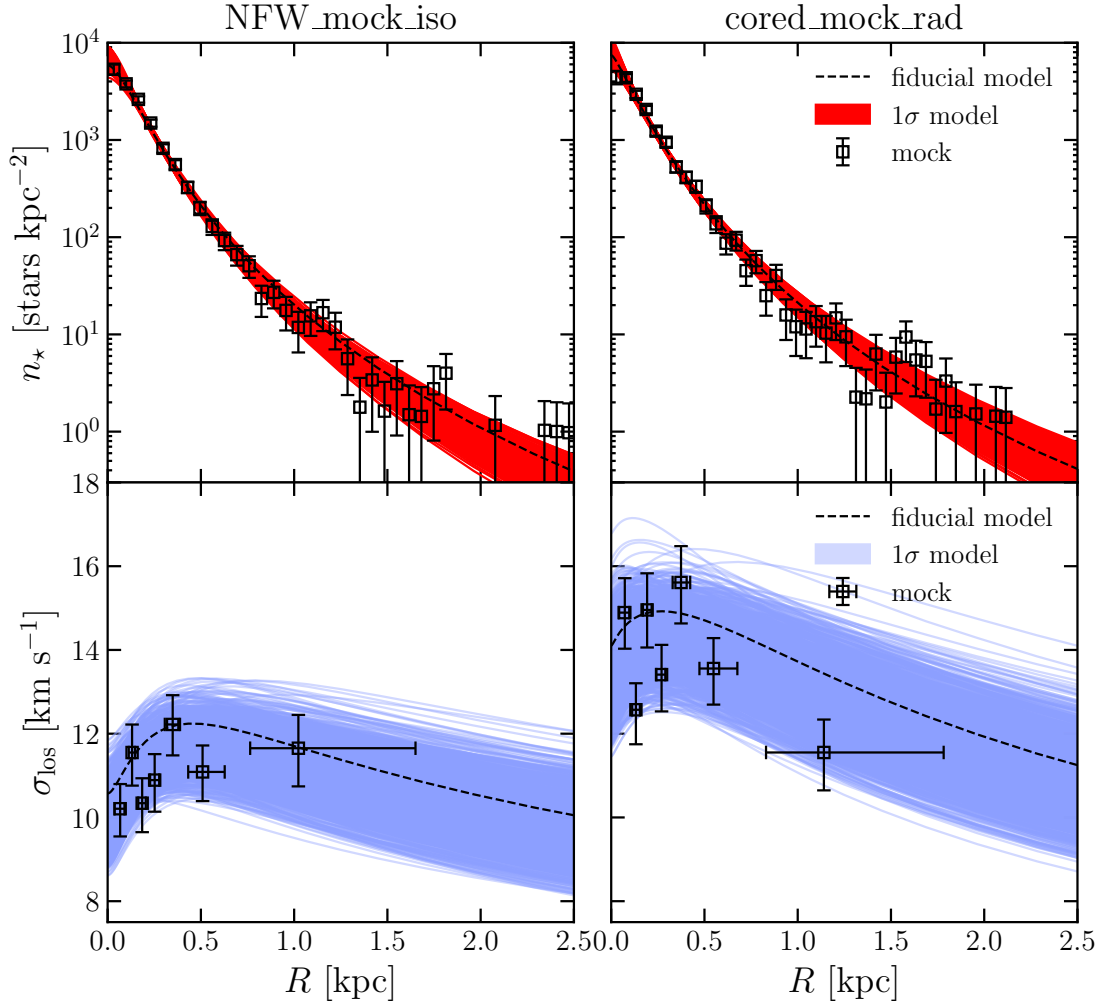 NFW_mock_iso
cored_mock_rad
10⁴
10³
10²
10¹
10⁰
n⋆ [stars kpc⁻²]
fiducial model
1σ model
mock
18
16
14
12
10
8
σ_los [km s⁻¹]
fiducial model
1σ model
mock
0.0 0.5 1.0 1.5 2.0 2.5
0.0 0.5 1.0 1.5 2.0 2.5
R [kpc]
R [kpc]